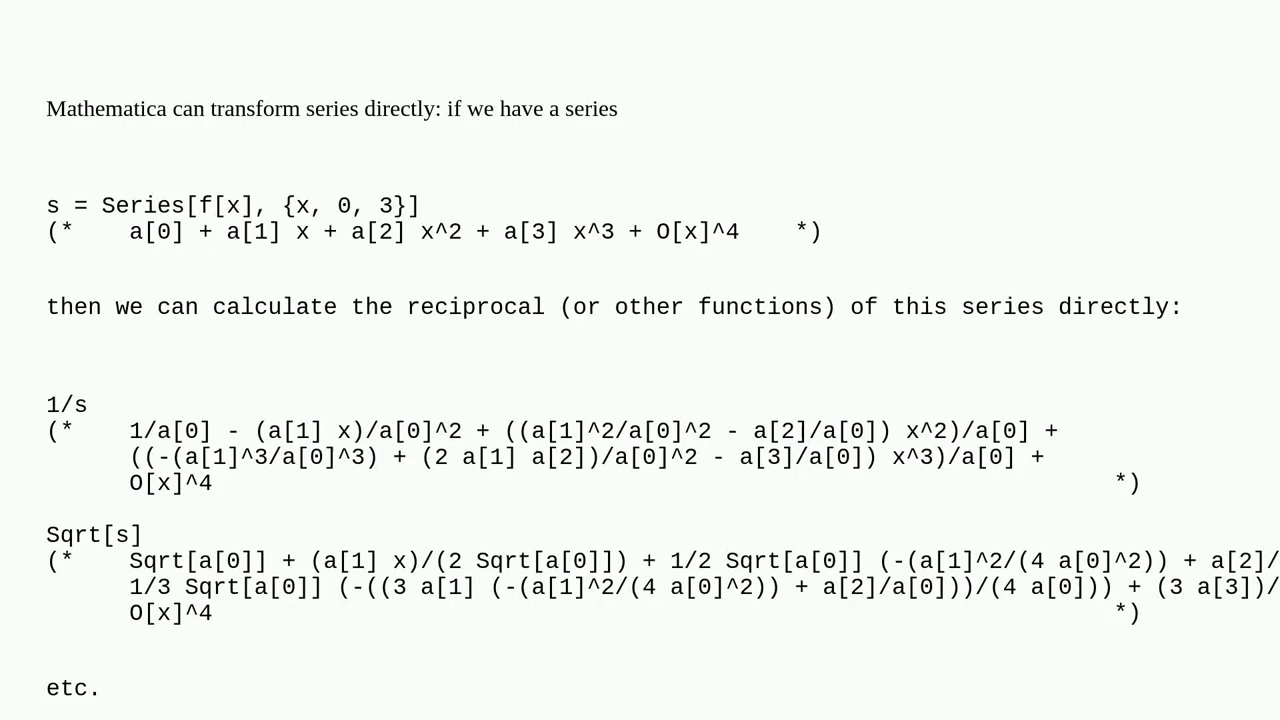 Mathematica can transform series directly: if we have a series
s = Series[f[x], {x, 0, 3}]
(*    a[0] + a[1] x + a[2] x^2 + a[3] x^3 + O[x]^4    *)
then we can calculate the reciprocal (or other functions) of this series directly:
1/s
(*    1/a[0] - (a[1] x)/a[0]^2 + ((a[1]^2/a[0]^2 - a[2]/a[0]) x^2)/a[0] +
      ((-(a[1]^3/a[0]^3) + (2 a[1] a[2])/a[0]^2 - a[3]/a[0]) x^3)/a[0] +
      O[x]^4                                                                 *)
Sqrt[s]
(*    Sqrt[a[0]] + (a[1] x)/(2 Sqrt[a[0]]) + 1/2 Sqrt[a[0]] (-(a[1]^2/(4 a[0]^2)) + a[2]/
      1/3 Sqrt[a[0]] (-((3 a[1] (-(a[1]^2/(4 a[0]^2)) + a[2]/a[0]))/(4 a[0])) + (3 a[3])/
      O[x]^4                                                                 *)
etc.